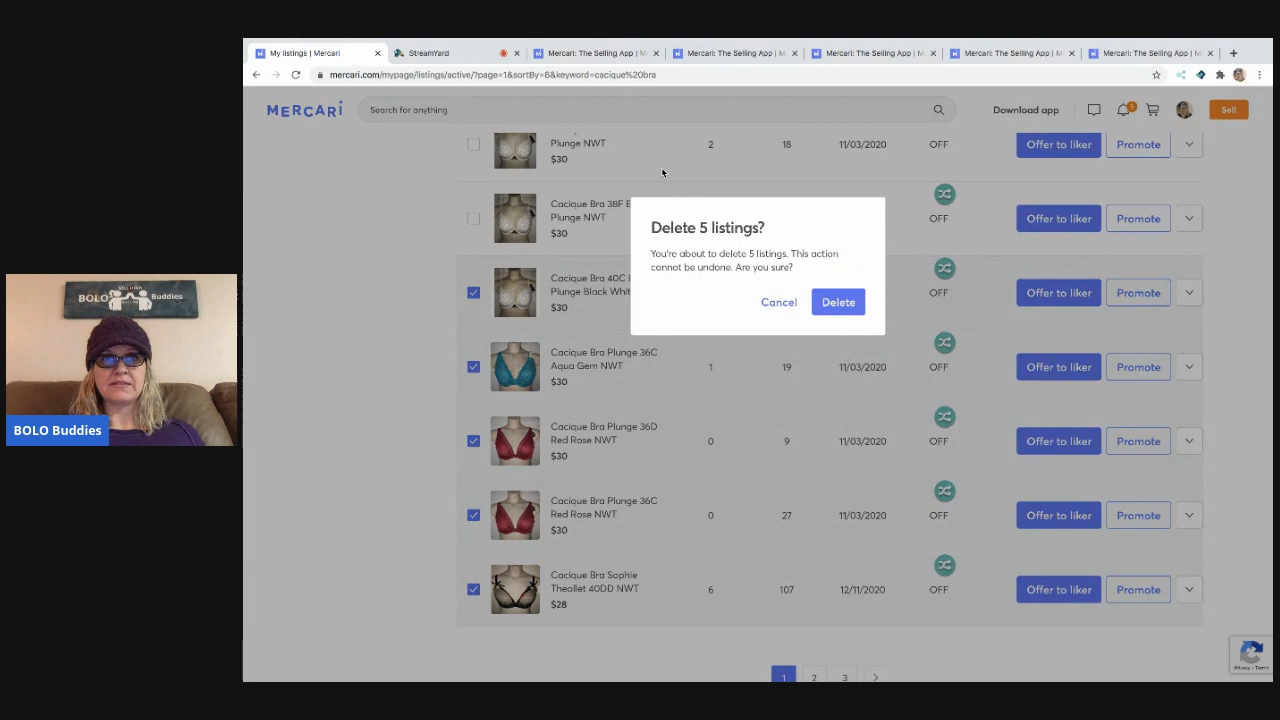 My listings | Mercari
StreamYard
Mercari: The Selling App | M
Mercari: The Selling App | M
Mercari: The Selling App | M
Mercari: The Selling App | M
Mercari: The Selling App | M
mercari.com/mypage/listings/active/?page=1&sortBy=6&keyword=cacique%20bra
MERCARI
Search for anything
Download app
5
Sell
Plunge NWT
$30
2
18
11/03/2020
OFF
Offer to liker
Promote
Cacique Bra 38F B
Plunge NWT
$30
OFF
Offer to liker
Promote
Delete 5 listings?
You're about to delete 5 listings. This action
cannot be undone. Are you sure?
Cancel
Delete
Cacique Bra 40C
Plunge Black Whit
$30
OFF
Offer to liker
Promote
Cacique Bra Plunge 36C
Aqua Gem NWT
$30
1
19
11/03/2020
OFF
Offer to liker
Promote
Cacique Bra Plunge 36D
Red Rose NWT
$30
0
9
11/03/2020
OFF
Offer to liker
Promote
Cacique Bra Plunge 36C
Red Rose NWT
$30
0
27
11/03/2020
OFF
Offer to liker
Promote
Cacique Bra Sophie
Theallet 40DD NWT
$28
6
107
12/11/2020
OFF
Offer to liker
Promote
1
2
3
Privacy - Terms
BOLO
Buddies
BOLO Buddies